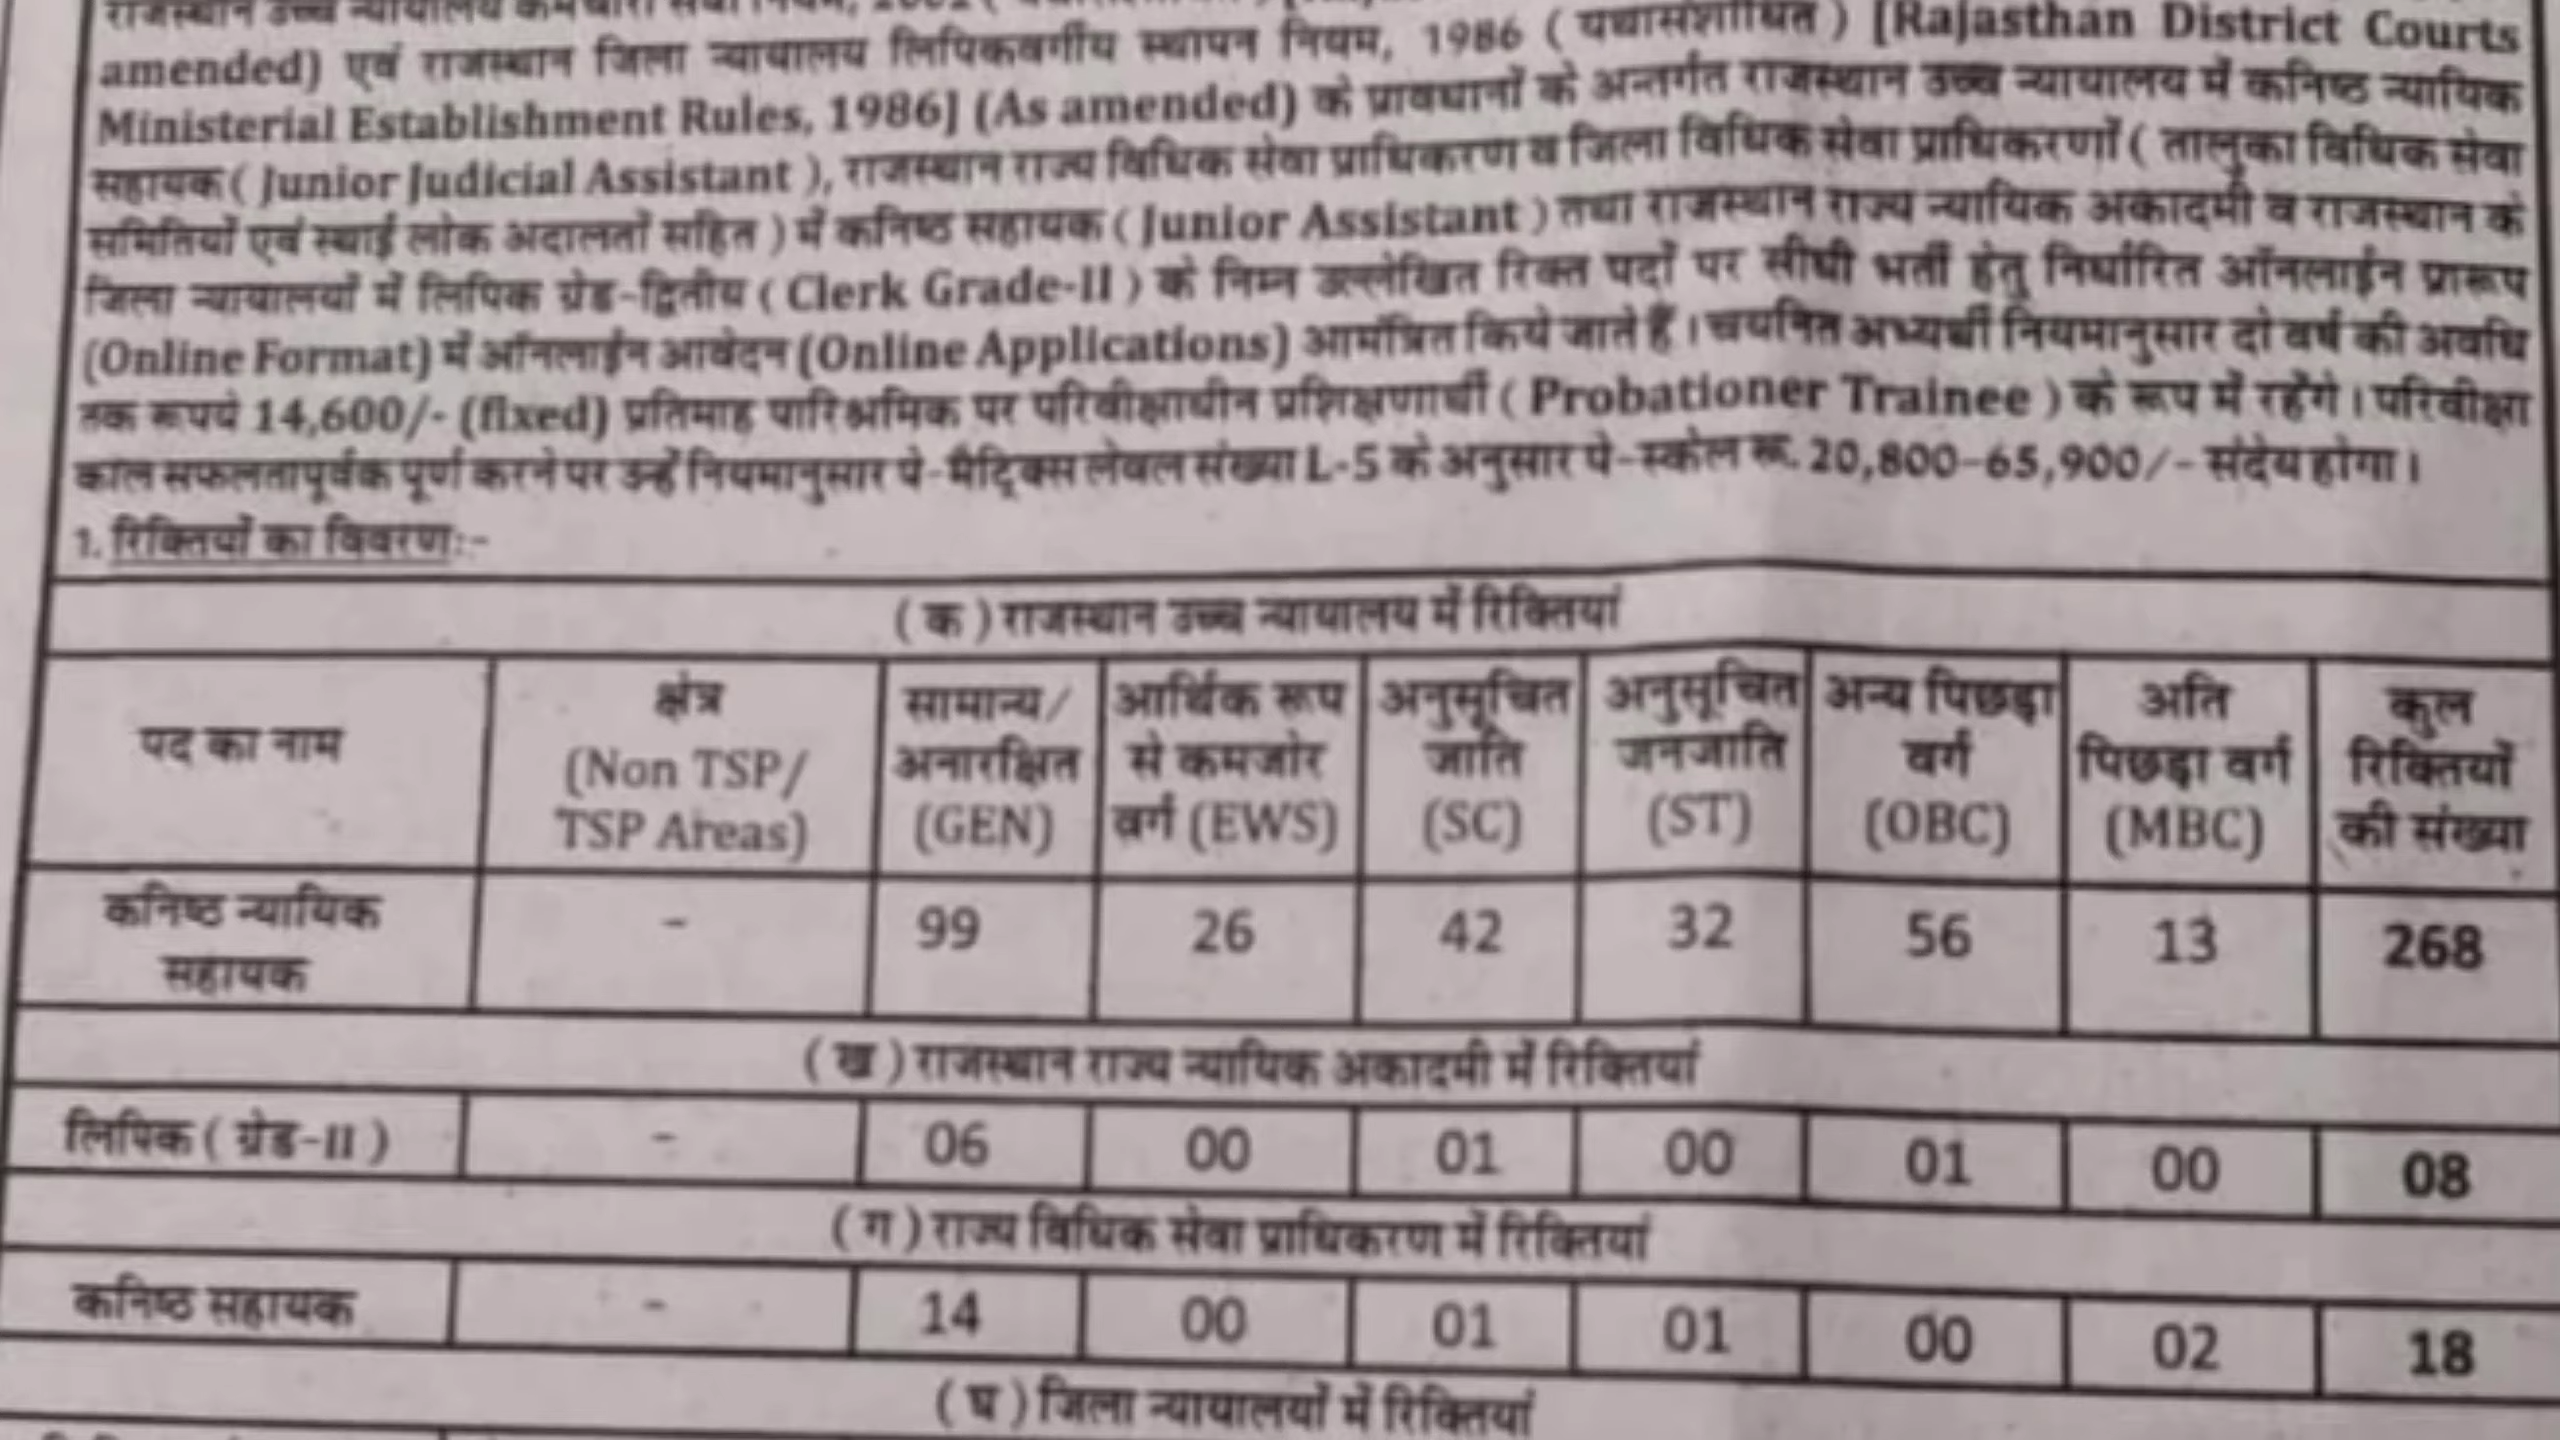 राजस्थान उच्च न्यायालय कर्मचारी सेवा नियम,
amended) एवं राजस्थान जिला न्यायालय लिपिकवर्गीय स्थापन नियम, 1986 ( यथासंशोधित ) [Rajasthan District Courts
Ministerial Establishment Rules, 1986] (As amended) के प्रावधानों के अन्तर्गत राजस्थान उच्च न्यायालय में कनिष्ठ न्यायिक
सहायक ( Junior Judicial Assistant ), राजस्थान राज्य विधिक सेवा प्राधिकरण व जिला विधिक सेवा प्राधिकरणों ( तालुका विधिक सेवा
समितियों एवं स्थाई लोक अदालतों सहित ) में कनिष्ठ सहायक ( Junior Assistant ) तथा राजस्थान राज्य न्यायिक अकादमी व राजस्थान के
जिला न्यायालयों में लिपिक ग्रेड-द्वितीय ( Clerk Grade-II ) के निम्न उल्लेखित रिक्त पदों पर सीधी भर्ती हेतु निर्धारित ऑनलाईन प्रारूप
(Online Format) में ऑनलाईन आवेदन (Online Applications) आमंत्रित किये जाते हैं। चयनित अभ्यर्थी नियमानुसार दो वर्ष की अवधि
तक रूपये 14,600/- (fixed) प्रतिमाह पारिश्रमिक पर परिवीक्षाधीन प्रशिक्षणार्थी ( Probationer Trainee ) के रूप में रहेंगे। परिवीक्षा
काल सफलतापूर्वक पूर्ण करने पर उन्हें नियमानुसार पे-मैट्रिक्स लेवल संख्या L-5 के अनुसार पे-स्केल रू. 20,800-65,900/- संदेय होगा।
1. रिक्तियों का विवरण:-
( क ) राजस्थान उच्च न्यायालय में रिक्तियां
पद का नाम
क्षेत्र
(Non TSP/
TSP Areas)
सामान्य/
अनारक्षित
(GEN)
आर्थिक रूप
से कमजोर
वर्ग (EWS)
अनुसूचित
जाति
(SC)
अनुसूचित
जनजाति
(ST)
अन्य पिछड़ा
वर्ग
(OBC)
अति
पिछड़ा वर्ग
(MBC)
कुल
रिक्तियों
की संख्या
कनिष्ठ न्यायिक
सहायक
- 99 26 42 32 56 13 268
( ख ) राजस्थान राज्य न्यायिक अकादमी में रिक्तियां
लिपिक ( ग्रेड-II ) - 06 00 01 00 01 00 08
( ग ) राज्य विधिक सेवा प्राधिकरण में रिक्तियां
कनिष्ठ सहायक - 14 00 01 01 00 02 18
( घ ) जिला न्यायालयों में रिक्तियां